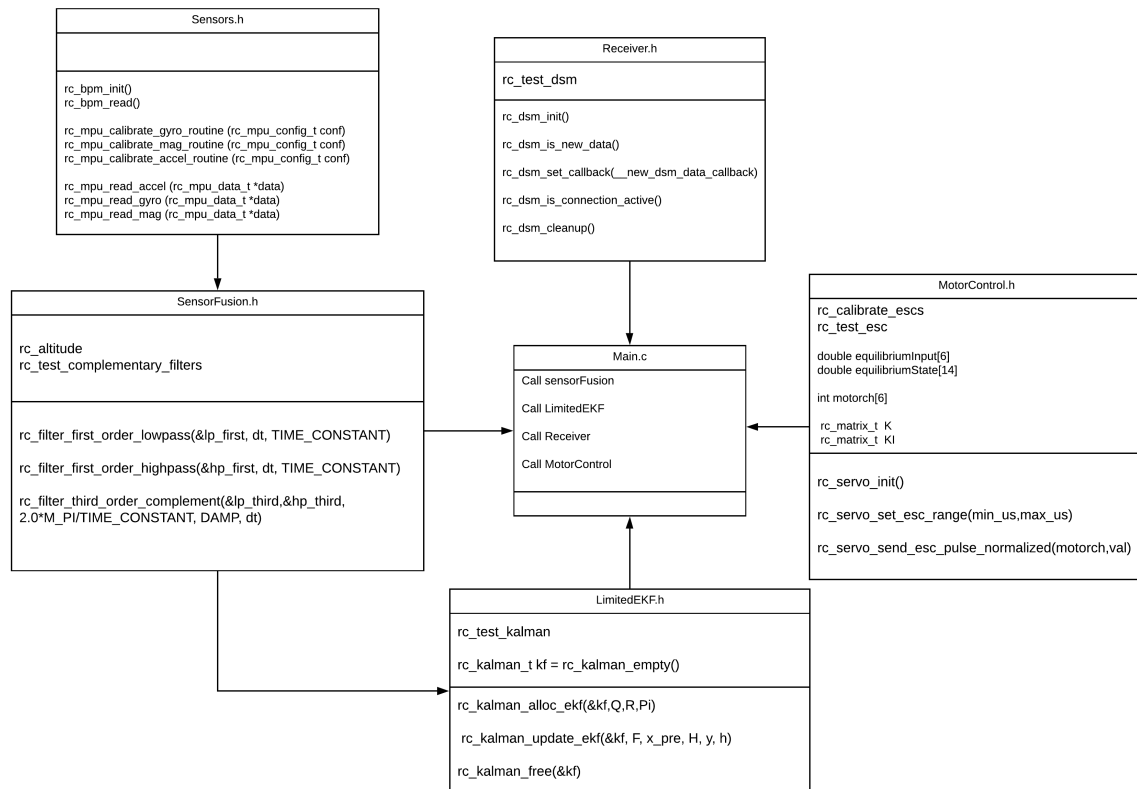 Sensors.h
rc_bpm_init()
rc_bpm_read()
rc_mpu_calibrate_gyro_routine (rc_mpu_config_t conf)
rc_mpu_calibrate_mag_routine (rc_mpu_config_t conf)
rc_mpu_calibrate_accel_routine (rc_mpu_config_t conf)
rc_mpu_read_accel (rc_mpu_data_t *data)
rc_mpu_read_gyro (rc_mpu_data_t *data)
rc_mpu_read_mag (rc_mpu_data_t *data)
Receiver.h
rc_test_dsm
rc_dsm_init()
rc_dsm_is_new_data()
rc_dsm_set_callback(__new_dsm_data_callback)
rc_dsm_is_connection_active()
rc_dsm_cleanup()
SensorFusion.h
rc_altitude
rc_test_complementary_filters
rc_filter_first_order_lowpass(&lp_first, dt, TIME_CONSTANT)
rc_filter_first_order_highpass(&hp_first, dt, TIME_CONSTANT)
rc_filter_third_order_complement(&lp_third,&hp_third,
2.0*M_PI/TIME_CONSTANT, DAMP, dt)
Main.c
Call sensorFusion
Call LimitedEKF
Call Receiver
Call MotorControl
MotorControl.h
rc_calibrate_escs
rc_test_esc
double equilibriumInput[6]
double equilibriumState[14]
int motorch[6]
rc_matrix_t K
rc_matrix_t KI
rc_servo_init()
rc_servo_set_esc_range(min_us,max_us)
rc_servo_send_esc_pulse_normalized(motorch,val)
LimitedEKF.h
rc_test_kalman
rc_kalman_t kf = rc_kalman_empty()
rc_kalman_alloc_ekf(&kf,Q,R,Pi)
rc_kalman_update_ekf(&kf, F, x_pre, H, y, h)
rc_kalman_free(&kf)